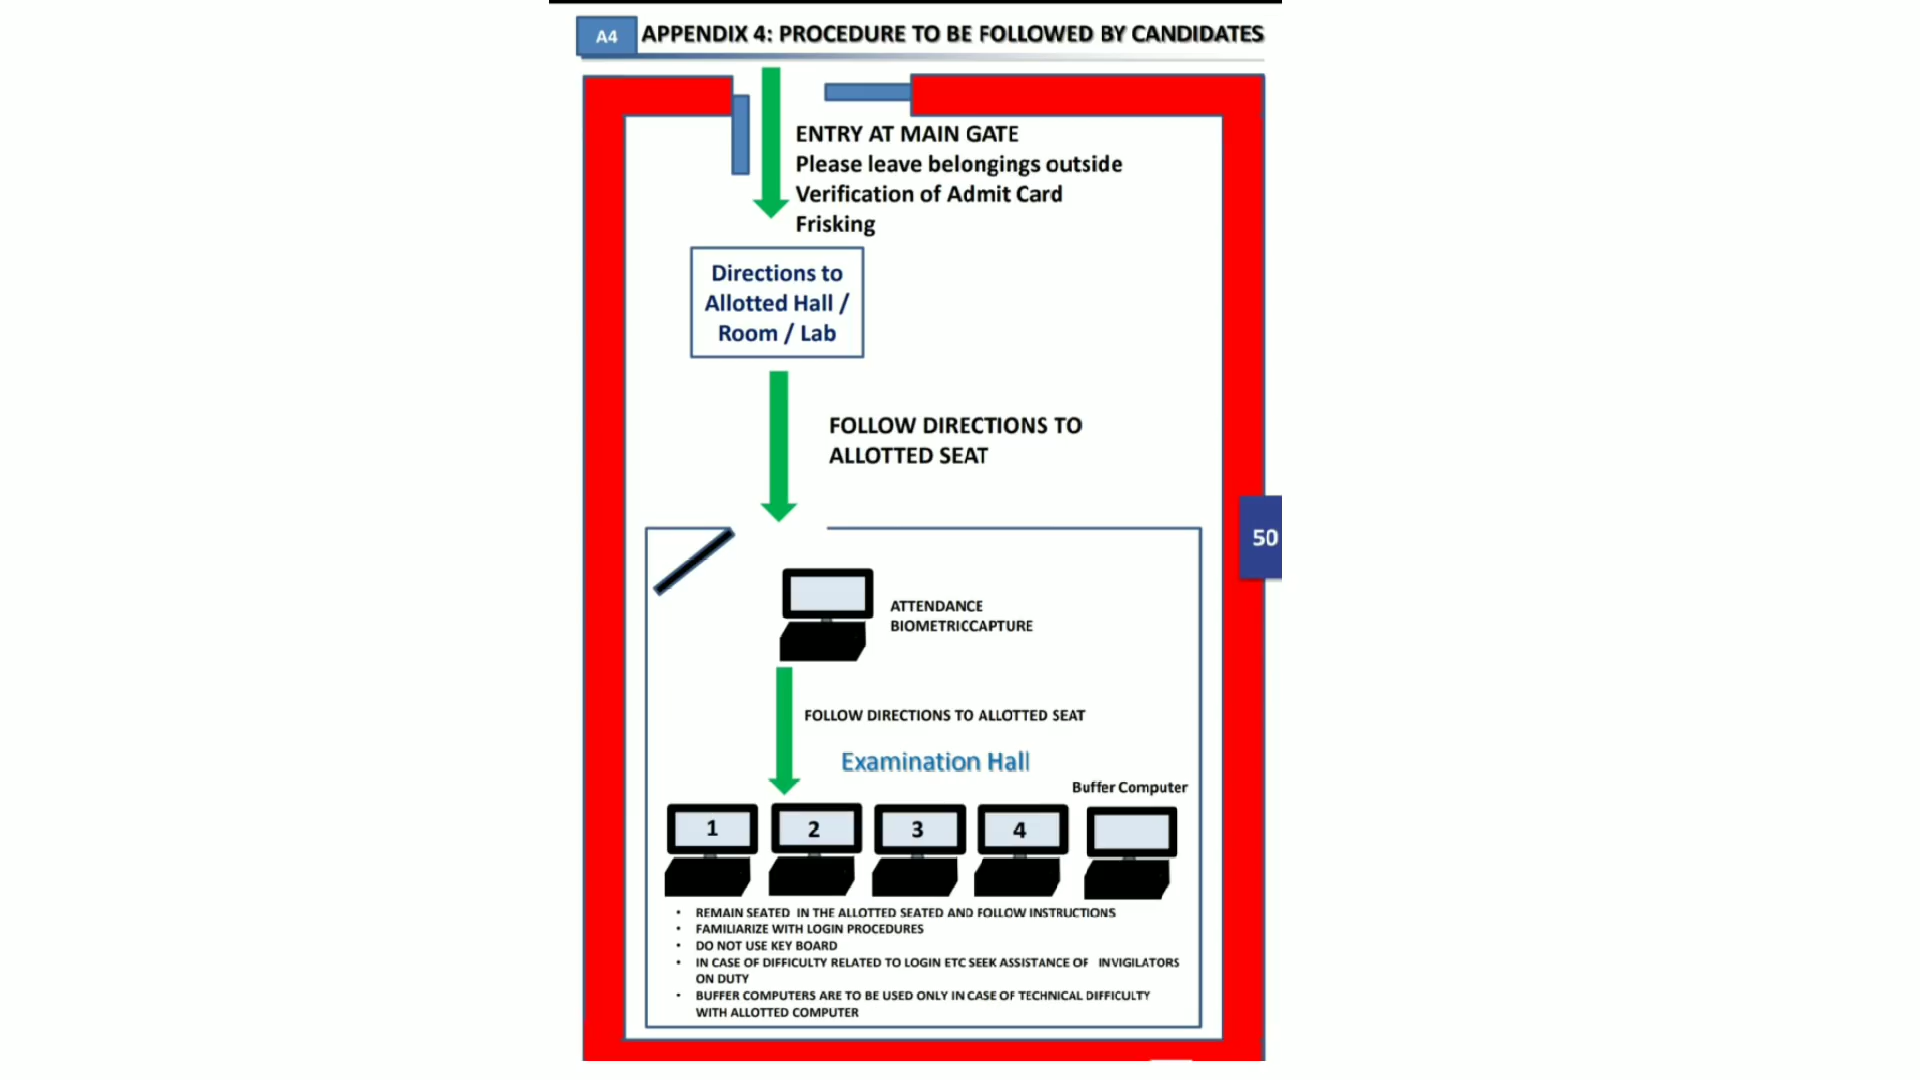 A4
APPENDIX 4: PROCEDURE TO BE FOLLOWED BY CANDIDATES
ENTRY AT MAIN GATE
Please leave belongings outside
Verification of Admit Card
Frisking
Directions to
Allotted Hall /
Room / Lab
FOLLOW DIRECTIONS TO
ALLOTTED SEAT
50
ATTENDANCE
BIOMETRICCAPTURE
FOLLOW DIRECTIONS TO ALLOTTED SEAT
Examination Hall
Buffer Computer
1 2 3 4
• REMAIN SEATED IN THE ALLOTTED SEATED AND FOLLOW INSTRUCTIONS
• FAMILIARIZE WITH LOGIN PROCEDURES
• DO NOT USE KEY BOARD
• IN CASE OF DIFFICULTY RELATED TO LOGIN ETC SEEK ASSISTANCE OF INVIGILATORS
ON DUTY
• BUFFER COMPUTERS ARE TO BE USED ONLY IN CASE OF TECHNICAL DIFFICULTY
WITH ALLOTTED COMPUTER